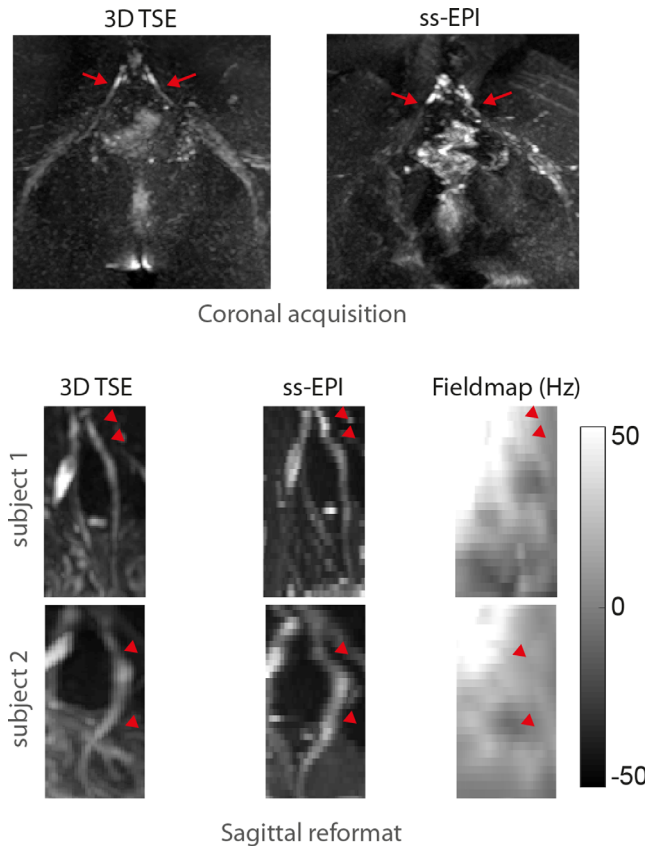 3D TSE
ss-EPI
Coronal acquisition
3D TSE
ss-EPI
Fieldmap (Hz)
subject 1
subject 2
50
0
-50
Sagittal reformat